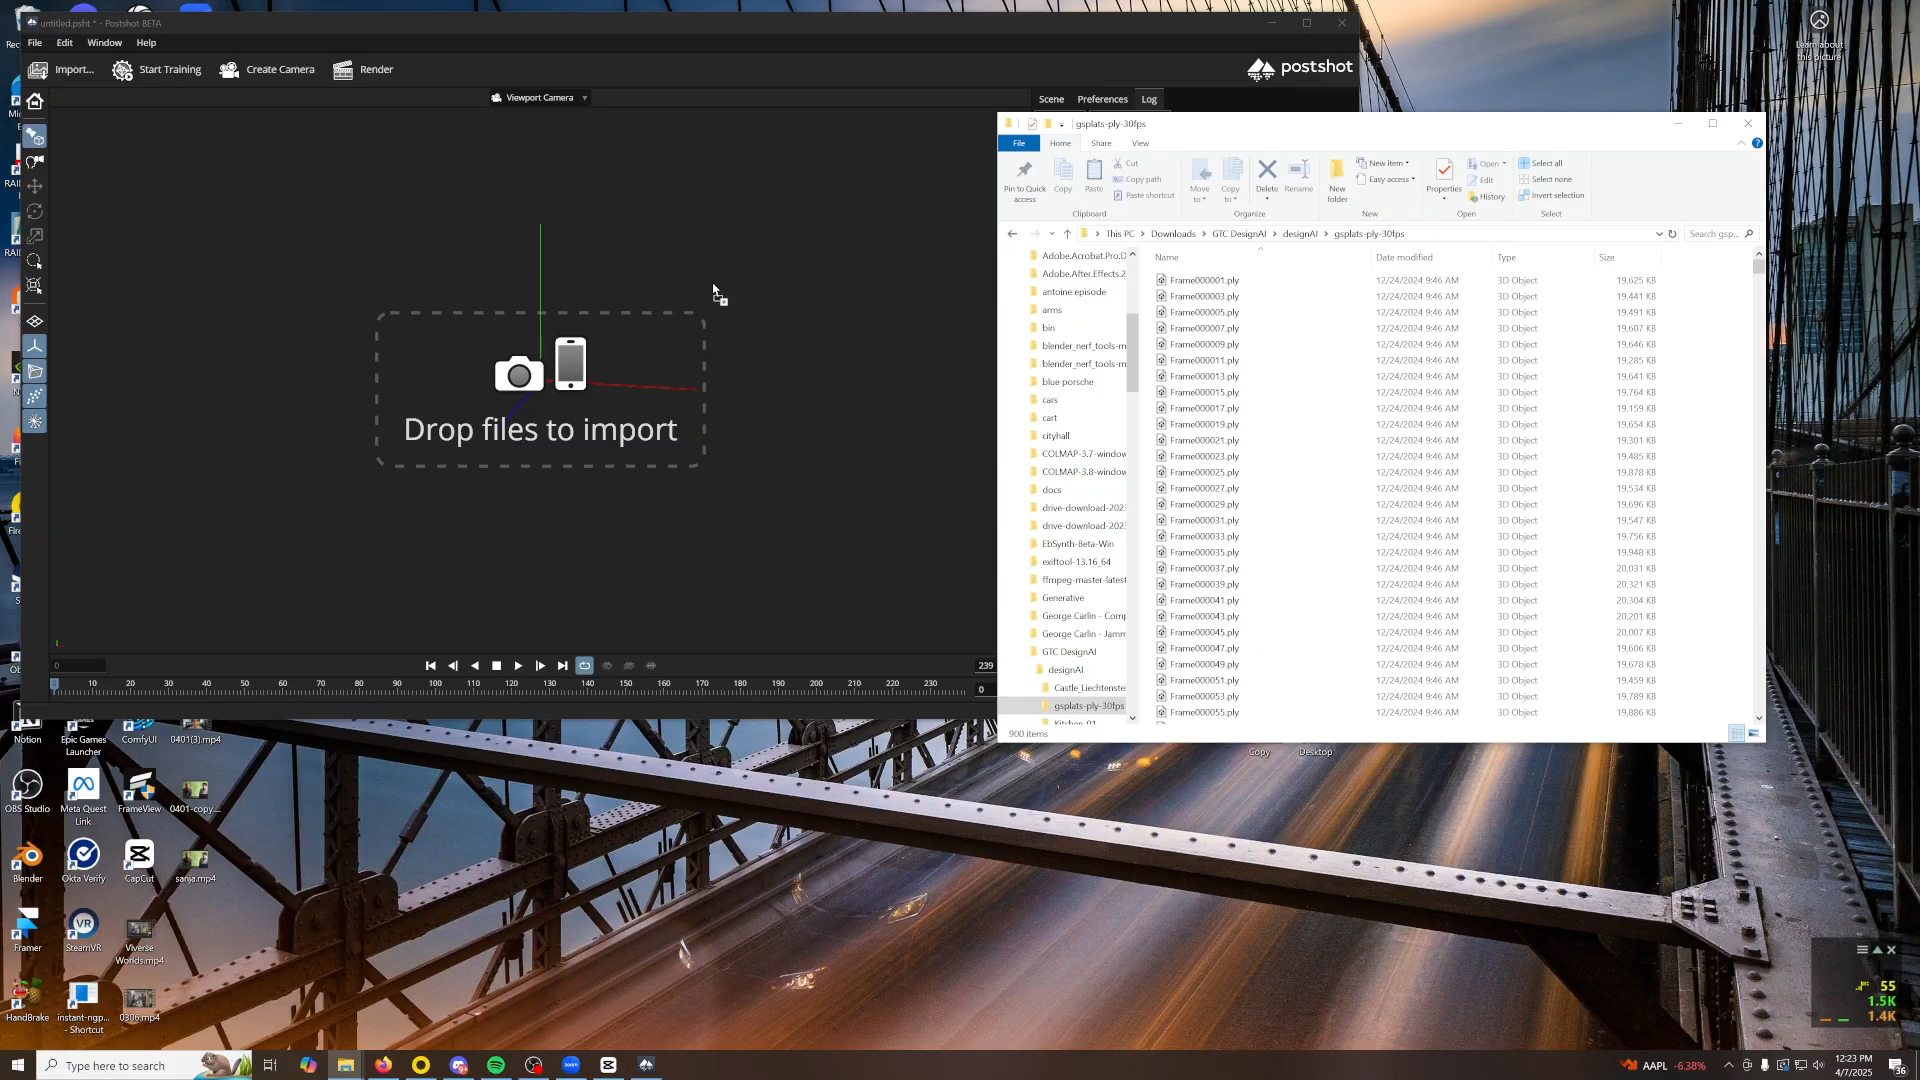 untitled.psht * - Postshot BETA
File Edit Window Help
Import... Start Training Create Camera Render
postshot
Viewport Camera
Scene Preferences Log
Drop files to import
0
239
10 20 30 40 50 60 70 80 90 100 110 120 130 140 150 160 170 180 190 200 210 220 230
0
Learn about
this picture
gsplats-ply-30fps
File Home Share View
Pin to Quick
access
Copy
Paste
Cut
Copy path
Paste shortcut
Move
to
Copy
to
Delete
Rename
New
folder
New item
Easy access
Properties
Open
Edit
History
Select all
Select none
Invert selection
Clipboard Organize New Open Select
This PC Downloads GTC DesignAI designAI gsplats-ply-30fps
Search gsp...
Adobe.Acrobat.Pro.D
Adobe.After.Effects.2
antoine episode
arms
bin
blender_nerf_tools-m
blender_nerf_tools-m
blue porsche
cars
cart
cityhall
COLMAP-3.7-window
COLMAP-3.8-window
docs
drive-download-202
drive-download-202
EbSynth-Beta-Win
exiftool-13.16_64
ffmpeg-master-latest
Generative
George Carlin - Comp
George Carlin - Jamm
GTC DesignAI
designAI
Castle_Liechtenstei
gsplats-ply-30fps
Kitchen_01
Name Date modified Type Size
Frame000001.ply 12/24/2024 9:46 AM 3D Object 19,625 KB
Frame000003.ply 12/24/2024 9:46 AM 3D Object 19,441 KB
Frame000005.ply 12/24/2024 9:46 AM 3D Object 19,491 KB
Frame000007.ply 12/24/2024 9:46 AM 3D Object 19,607 KB
Frame000009.ply 12/24/2024 9:46 AM 3D Object 19,646 KB
Frame000011.ply 12/24/2024 9:46 AM 3D Object 19,285 KB
Frame000013.ply 12/24/2024 9:46 AM 3D Object 19,641 KB
Frame000015.ply 12/24/2024 9:46 AM 3D Object 19,764 KB
Frame000017.ply 12/24/2024 9:46 AM 3D Object 19,159 KB
Frame000019.ply 12/24/2024 9:46 AM 3D Object 19,654 KB
Frame000021.ply 12/24/2024 9:46 AM 3D Object 19,301 KB
Frame000023.ply 12/24/2024 9:46 AM 3D Object 19,485 KB
Frame000025.ply 12/24/2024 9:46 AM 3D Object 19,878 KB
Frame000027.ply 12/24/2024 9:46 AM 3D Object 19,534 KB
Frame000029.ply 12/24/2024 9:46 AM 3D Object 19,696 KB
Frame000031.ply 12/24/2024 9:46 AM 3D Object 19,547 KB
Frame000033.ply 12/24/2024 9:46 AM 3D Object 19,756 KB
Frame000035.ply 12/24/2024 9:46 AM 3D Object 19,948 KB
Frame000037.ply 12/24/2024 9:46 AM 3D Object 20,031 KB
Frame000039.ply 12/24/2024 9:46 AM 3D Object 20,321 KB
Frame000041.ply 12/24/2024 9:46 AM 3D Object 20,304 KB
Frame000043.ply 12/24/2024 9:46 AM 3D Object 20,201 KB
Frame000045.ply 12/24/2024 9:46 AM 3D Object 20,007 KB
Frame000047.ply 12/24/2024 9:46 AM 3D Object 19,606 KB
Frame000049.ply 12/24/2024 9:46 AM 3D Object 19,678 KB
Frame000051.ply 12/24/2024 9:46 AM 3D Object 19,459 KB
Frame000053.ply 12/24/2024 9:46 AM 3D Object 19,789 KB
Frame000055.ply 12/24/2024 9:46 AM 3D Object 19,886 KB
900 items
Copy Desktop
Notion
Epic Games
Launcher
ComfyUI
0401(3).mp4
OBS Studio
Meta Quest
Link
FrameView
0401-copy....
Blender
Okta Verify
CapCut
sanja.mp4
VR
Framer
SteamVR
Viverse
Worlds.mp4
HandBrake
instant-ngp...
- Shortcut
0306.mp4
55
1.5K
1.4K
Type here to search
zoom
AAPL -6.38%
12:23 PM
4/7/2025
36